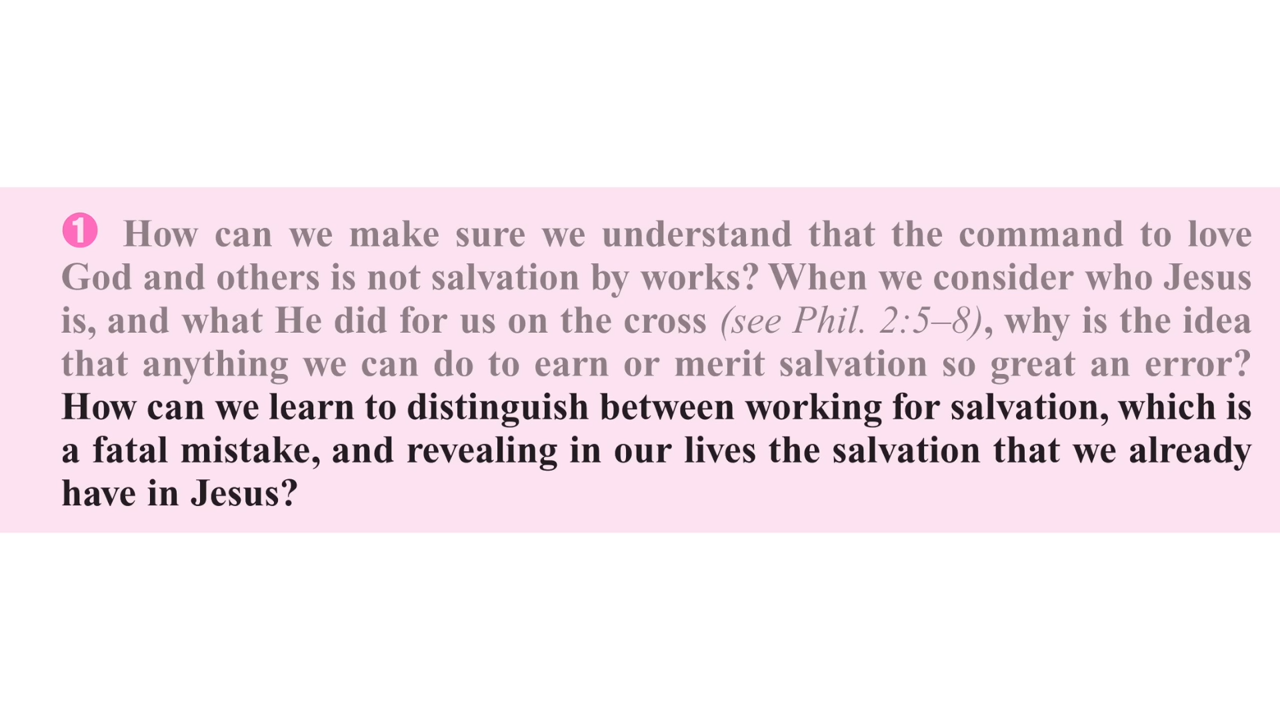 ❶ How can we make sure we understand that the command to love
God and others is not salvation by works? When we consider who Jesus
is, and what He did for us on the cross (see Phil. 2:5–8), why is the idea
that anything we can do to earn or merit salvation so great an error?
How can we learn to distinguish between working for salvation, which is
a fatal mistake, and revealing in our lives the salvation that we already
have in Jesus?